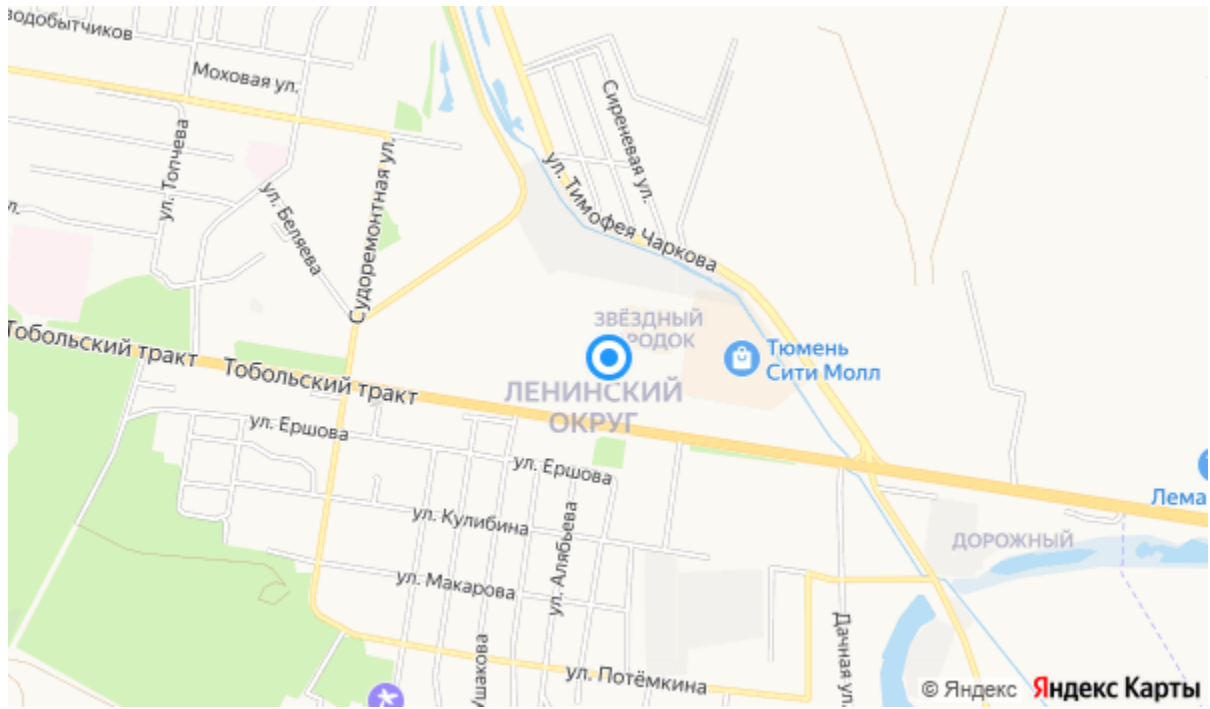 водобытчиков
Моховая ул.
ул. Топчева
ул. Беляева
Судоремонтная ул.
Сиреневая ул.
ул. Тимофея Чаркова
л.
ЗВЁЗДНЫЙ
РОДОК
Тюмень
Сити Молл
Тобольский тракт
Тобольский тракт
ЛЕНИНСКИЙ
ОКРУГ
ул. Ершова
ул. Ершова
Лема
ул. Кулибина
ДОРОЖНЫЙ
ул. Алябьева
ул. Макарова
Дачная ул.
Ушакова
ул. Потёмкина
© Яндекс
Яндекс Карты